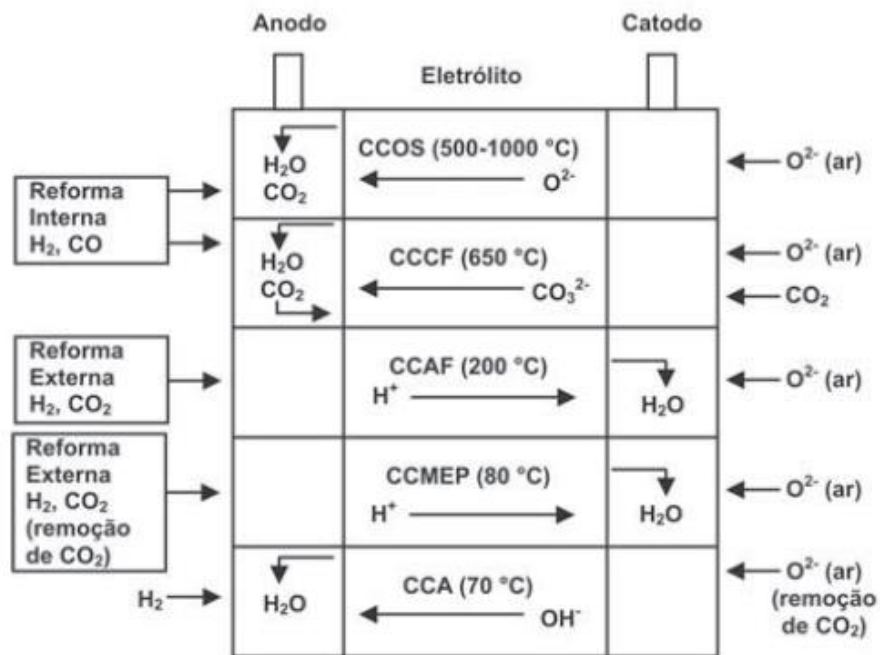 Anodo
Catodo
Eletrólito
CCOS (500-1000 °C)
H₂O
CO₂
O²⁻
O²⁻ (ar)
Reforma
Interna
H₂, CO
CCCF (650 °C)
H₂O
CO₂
CO₃²⁻
O²⁻ (ar)
CO₂
Reforma
Externa
H₂, CO₂
CCAF (200 °C)
H⁺
H₂O
O²⁻ (ar)
Reforma
Externa
H₂, CO₂
(remoção
de CO₂)
CCMEP (80 °C)
H⁺
H₂O
O²⁻ (ar)
H₂
H₂O
CCA (70 °C)
OH⁻
O²⁻ (ar)
(remoção
de CO₂)